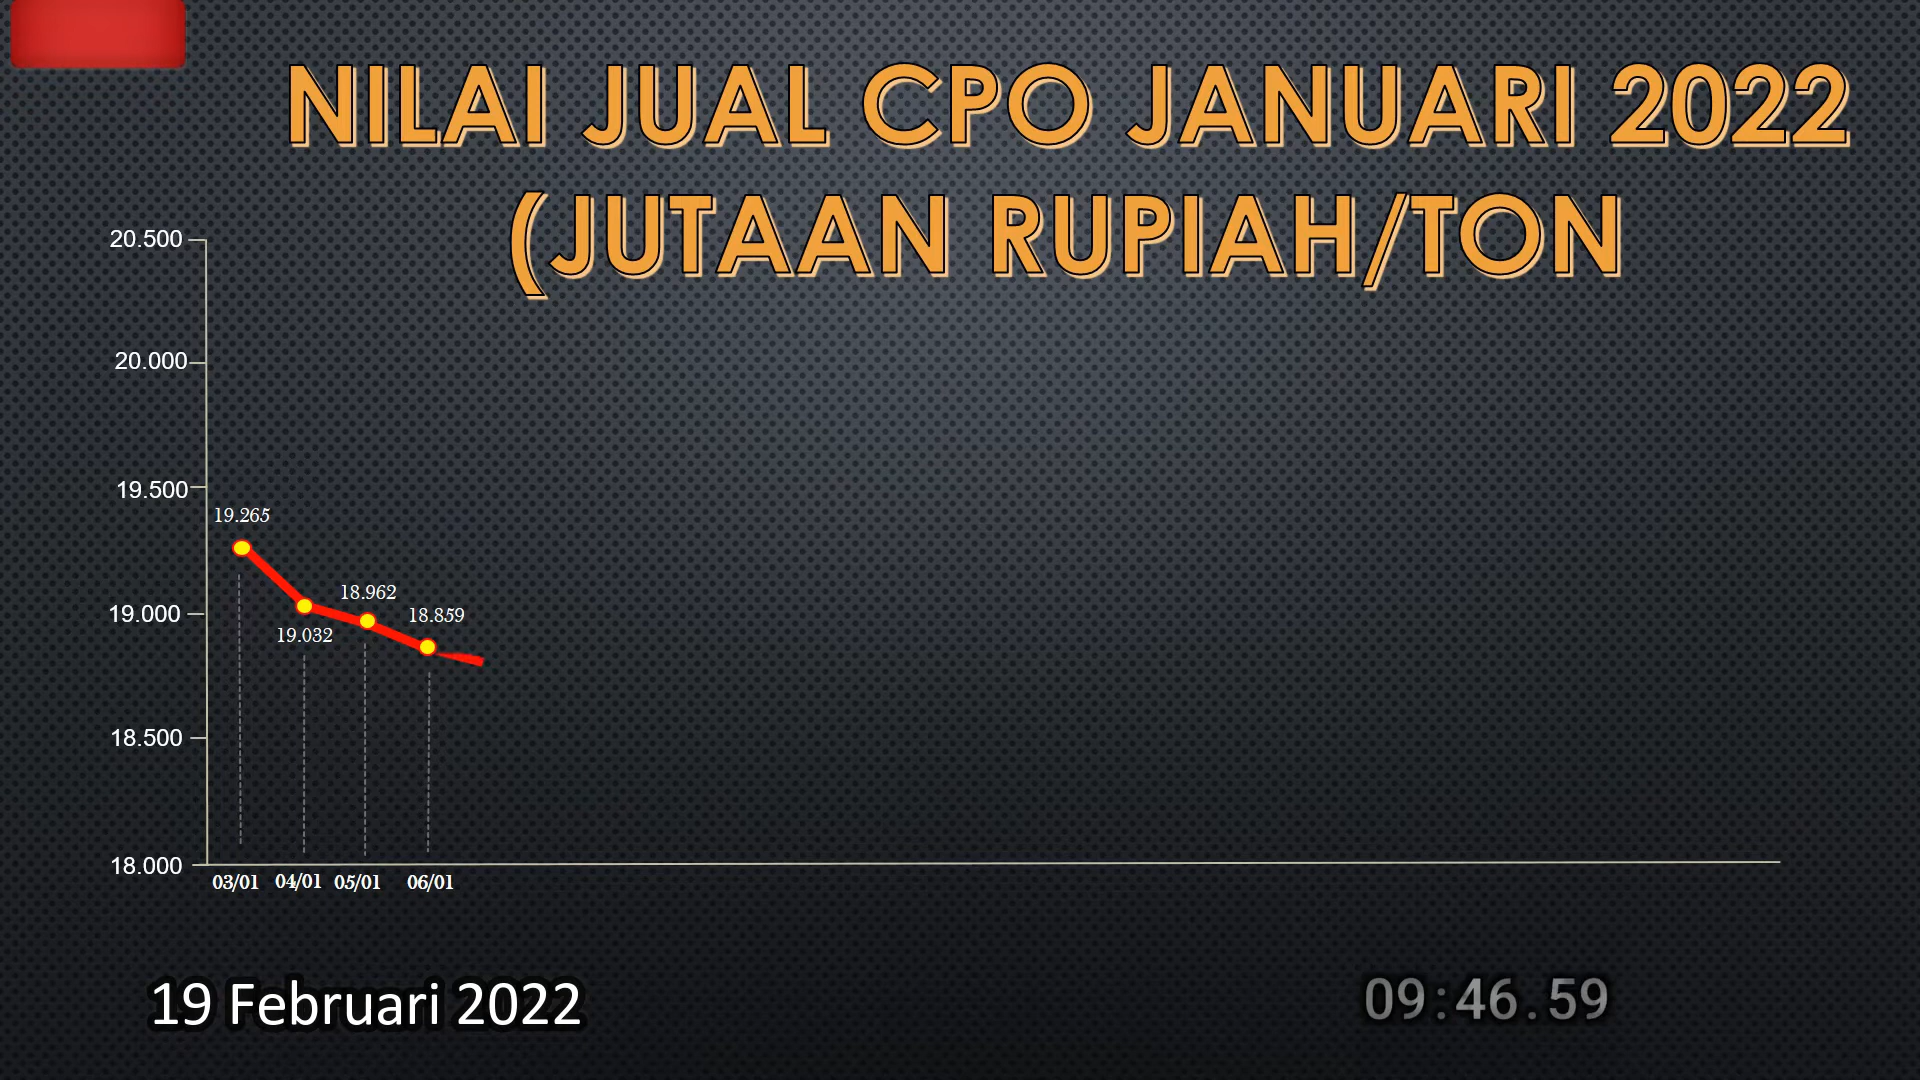 NILAI JUAL CPO JANUARI 2022
(JUTAAN RUPIAH/TON
20.500
20.000
19.500
19.265
18.962
18.859
19.000
19.032
18.500
18.000
03/01 04/01 05/01 06/01
19 Februari 2022
09:46.59